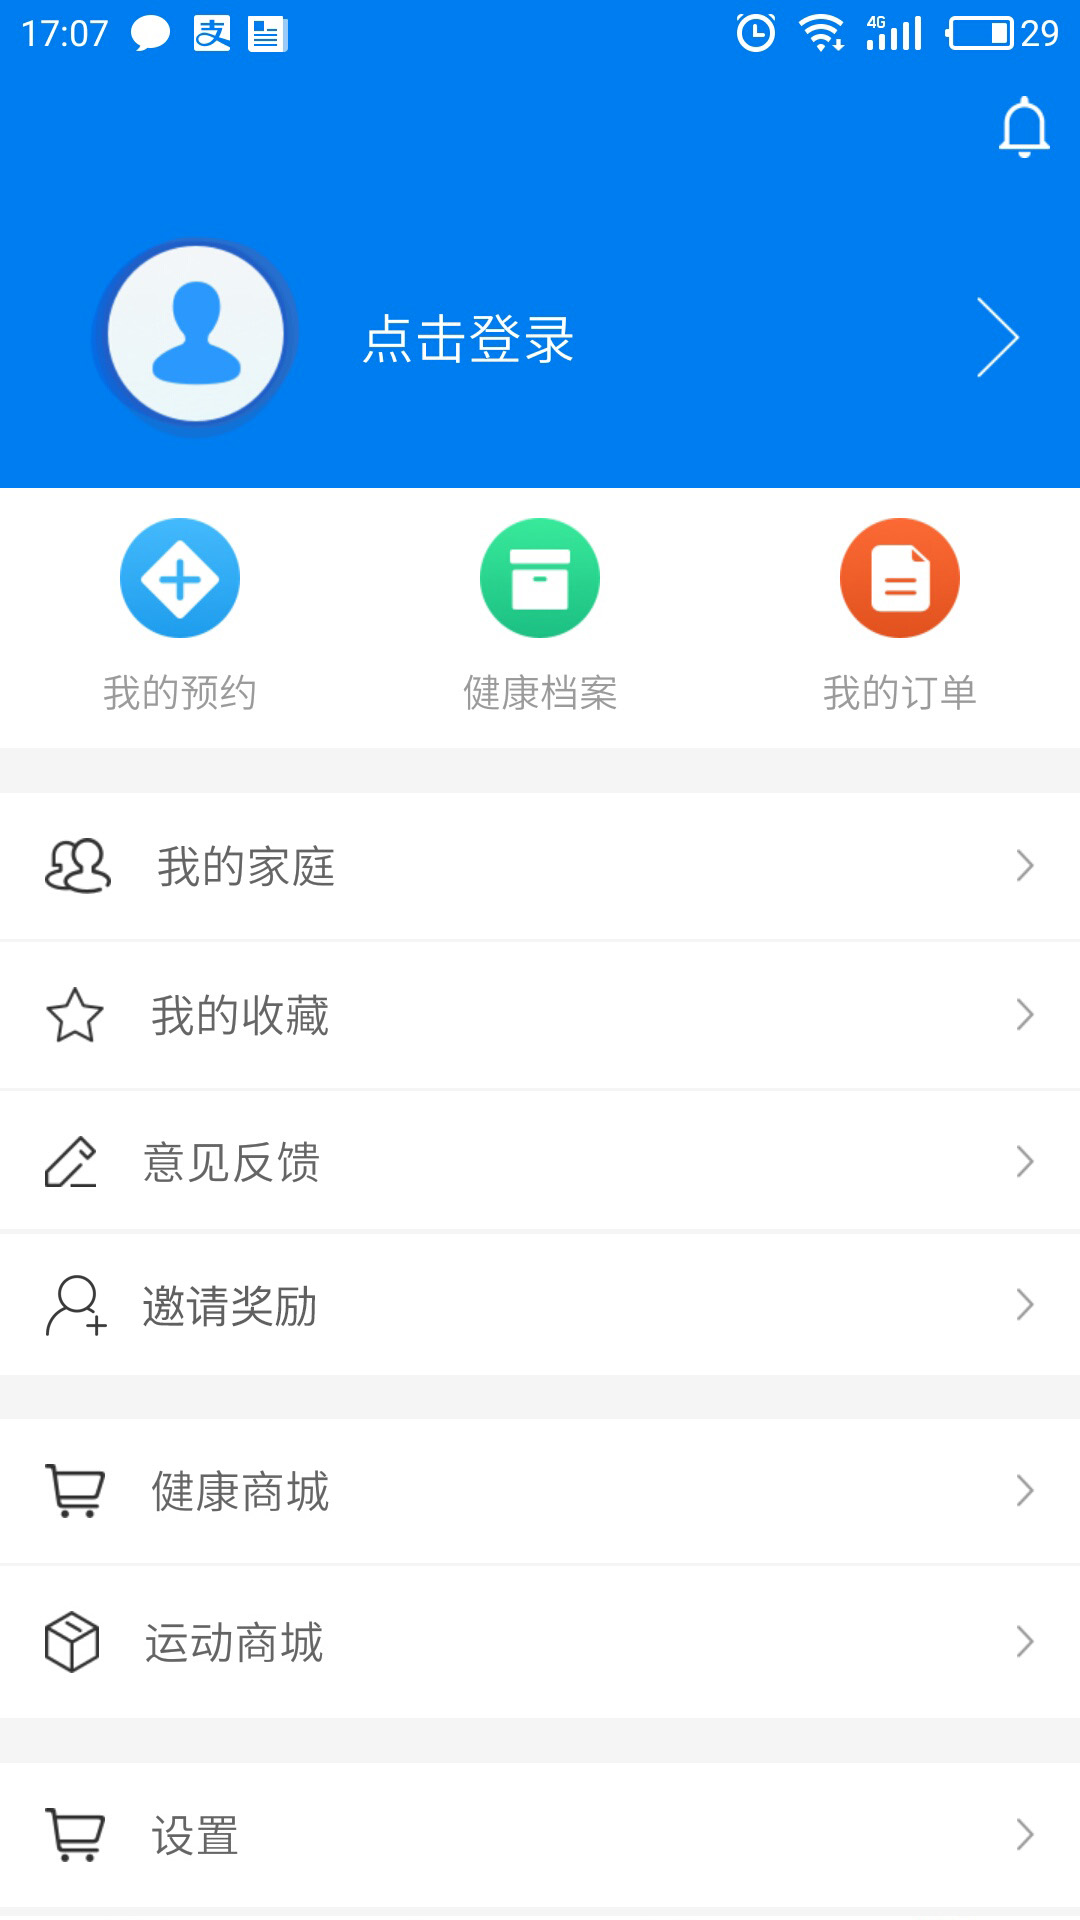 17:07 支 4G 29
点击登录
我的预约 健康档案 我的订单
我的家庭
我的收藏
意见反馈
邀请奖励
健康商城
运动商城
设置